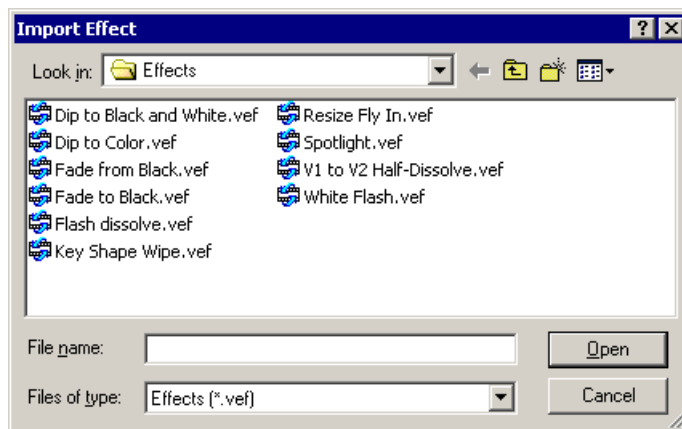 Import Effect
Look in: Effects
Dip to Black and White.vef
Dip to Color.vef
Fade from Black.vef
Fade to Black.vef
Flash dissolve.vef
Key Shape Wipe.vef
Resize Fly In.vef
Spotlight.vef
V1 to V2 Half-Dissolve.vef
White Flash.vef
File name:
Open
Files of type: Effects (*.vef)
Cancel